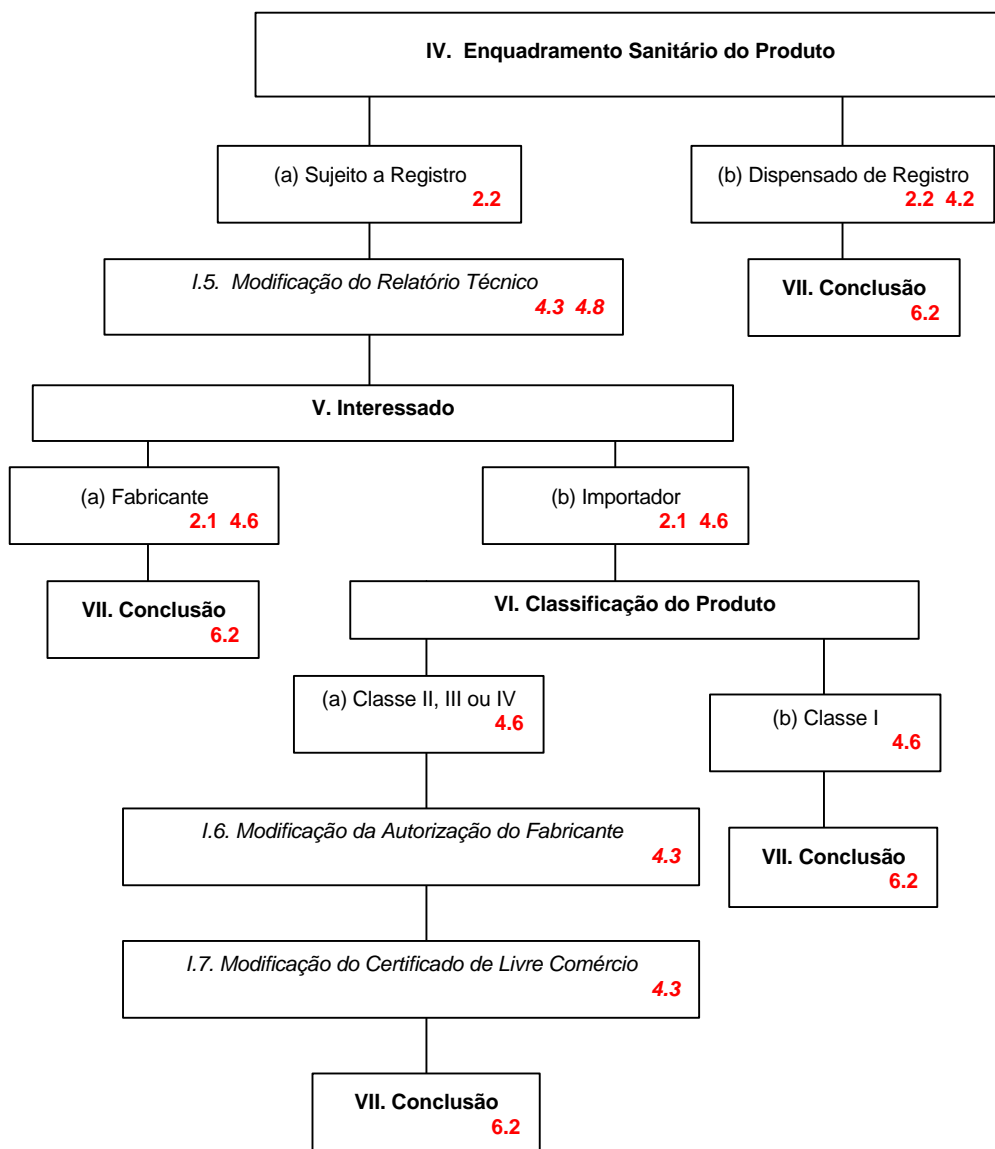 IV. Enquadramento Sanitário do Produto
(a) Sujeito a Registro
2.2
(b) Dispensado de Registro
2.2 4.2
I.5. Modificação do Relatório Técnico
4.3 4.8
VII. Conclusão
6.2
V. Interessado
(a) Fabricante
2.1 4.6
(b) Importador
2.1 4.6
VII. Conclusão
6.2
VI. Classificação do Produto
(a) Classe II, III ou IV
4.6
(b) Classe I
4.6
I.6. Modificação da Autorização do Fabricante
4.3
VII. Conclusão
6.2
I.7. Modificação do Certificado de Livre Comércio
4.3
VII. Conclusão
6.2